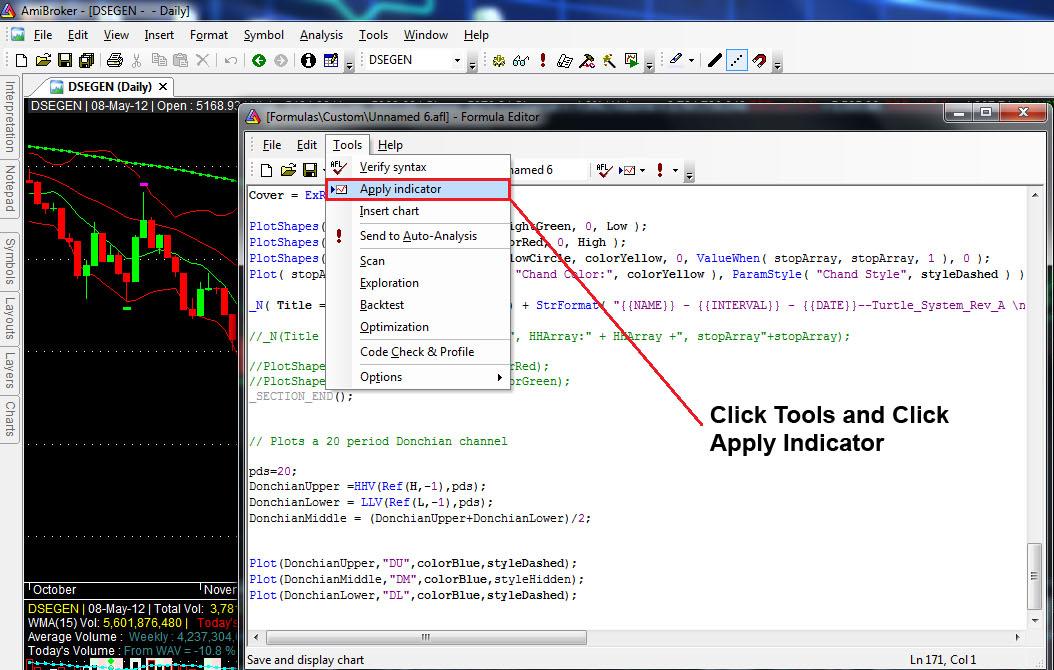 AmiBroker - [DSEGEN - - Daily]
File Edit View Insert Format Symbol Analysis Tools Window Help
DSEGEN
DSEGEN (Daily)
DSEGEN | 08-May-12 | Open : 5168.93
Interpretation
Notepad
Symbols
Layouts
Layers
Charts
[Formulas\Custom\Unnamed 6.afl] - Formula Editor
File Edit Tools Help
named 6
AFL Verify syntax
Apply indicator
Insert chart
Send to Auto-Analysis
Scan
Exploration
Backtest
Optimization
Code Check & Profile
Options
Cover = ExR
PlotShapes( ghtGreen, 0, Low );
PlotShapes( orRed, 0, High );
PlotShapes( lowCircle, colorYellow, 0, ValueWhen( stopArray, stopArray, 1 ), 0 );
Plot( stopA "Chand Color:", colorYellow ), ParamStyle( "Chand Style", styleDashed ) )
_N( Title = ) + StrFormat( "{{NAME}} - {{INTERVAL}} - {{DATE}}--Turtle_System_Rev_A \n
//_N(Title ", HHArray:" + HHArray +", stopArray"+stopArray);
//PlotShape rRed);
//PlotShape orGreen);
_SECTION_END();
// Plots a 20 period Donchian channel
pds=20;
DonchianUpper =HHV(Ref(H,-1),pds);
DonchianLower = LLV(Ref(L,-1),pds);
DonchianMiddle = (DonchianUpper+DonchianLower)/2;
Plot(DonchianUpper,"DU",colorBlue,styleDashed);
Plot(DonchianMiddle,"DM",colorBlue,styleHidden);
Plot(DonchianLower,"DL",colorBlue,styleDashed);
Click Tools and Click
Apply Indicator
October Nover
DSEGEN | 08-May-12 | Total Vol: 3,78
WMA(15) Vol: 5,601,876,480 | Today's
Average Volume : Weekly : 4,237,304,
Today's Volume : From WAV = -10.8 %
Save and display chart
Ln 171, Col 1